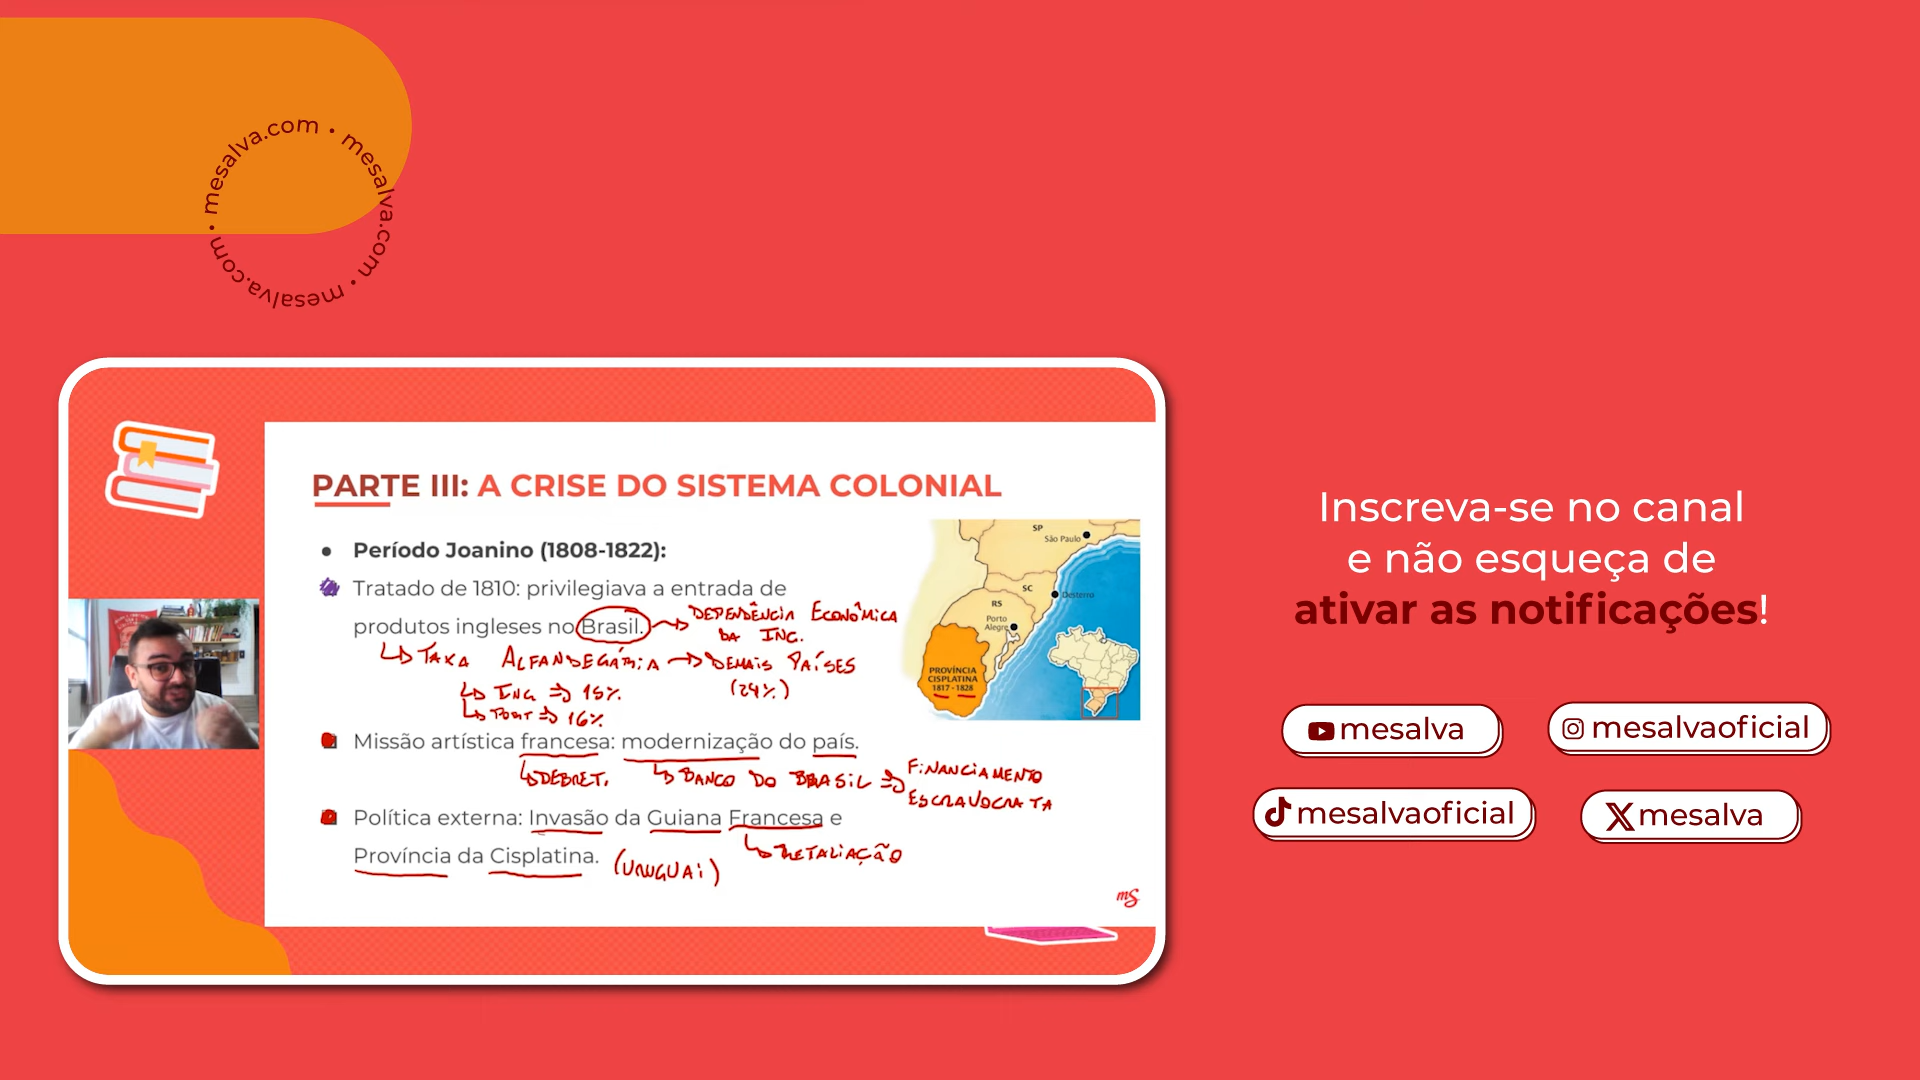 mesalva.com • mesalva.com • mesalva.com •
PARTE III: A CRISE DO SISTEMA COLONIAL
• Período Joanino (1808-1822):
Tratado de 1810: privilegiava a entrada de
produtos ingleses no Brasil.
DEPENDÊNCIA ECONÔMICA
DA ING.
TAXA ALFANDEGÁRIA → DEMAIS PAÍSES
(24%)
ING ⇒ 15%
PORT ⇒ 16%
Missão artística francesa: modernização do país.
DEBRET.
BANCO DO BRASIL ⇒ FINANCIAMENTO
ESCRAVOCRATA
Política externa: Invasão da Guiana Francesa e
RETALIAÇÃO
Província da Cisplatina. (URUGUAI)
SP
São Paulo
SC
Desterro
RS
Porto
Alegre
PROVÍNCIA
CISPLATINA
1817 - 1828
mS
Inscreva-se no canal
e não esqueça de
ativar as notificações!
mesalva
mesalvaoficial
mesalvaoficial
mesalva